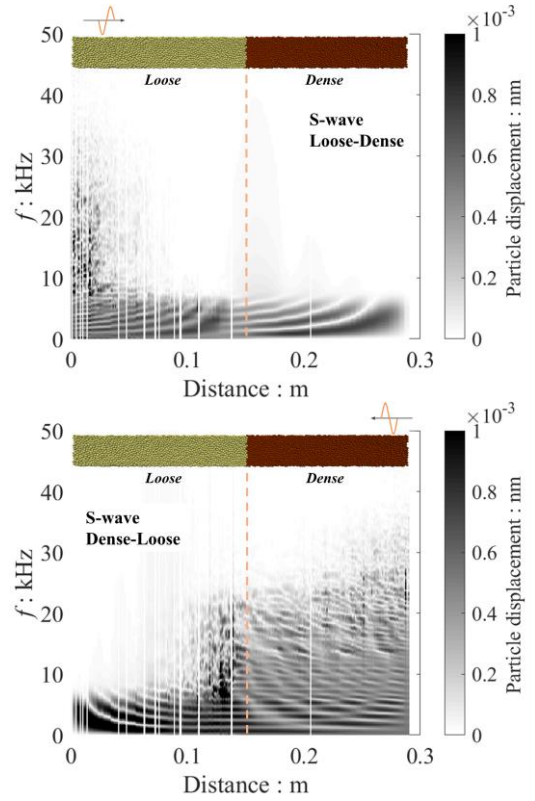 50
40
30
20
10
0
f : kHz
Loose
Dense
S-wave
Loose-Dense
0
0.1
0.2
0.3
Distance : m
×10⁻³
1
0.8
0.6
0.4
0.2
0
Particle displacement : nm
50
40
30
20
10
0
f : kHz
Loose
Dense
S-wave
Dense-Loose
0
0.1
0.2
0.3
Distance : m
×10⁻³
1
0.8
0.6
0.4
0.2
0
Particle displacement : nm